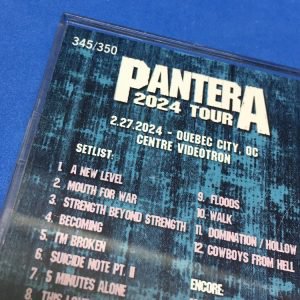 345/350
PANTERA
2024 TOUR
2.27.2024 - QUEBEC CITY, QC
CENTRE VIDEOTRON
SETLIST:
1. A NEW LEVEL
2. MOUTH FOR WAR
3. STRENGTH BEYOND STRENGTH
4. BECOMING
5. I'M BROKEN
6. SUICIDE NOTE PT. II
7. 5 MINUTES ALONE
8. THIS
9. FLOODS
10. WALK
11. DOMINATION / HOLLOW
12. COWBOYS FROM HELL
ENCORE: